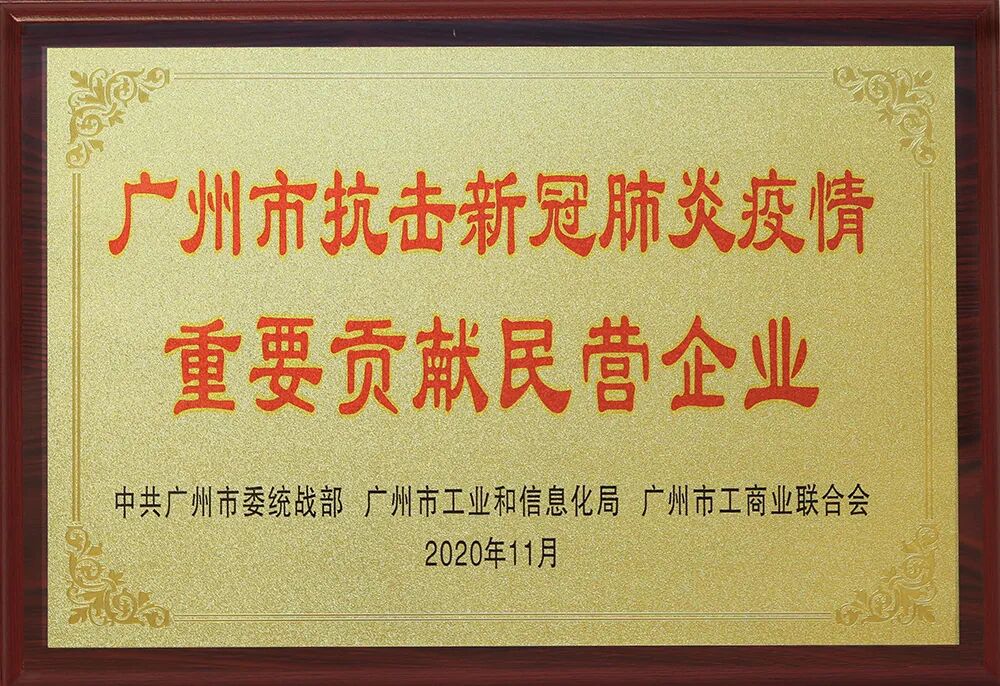 广州市抗击新冠肺炎疫情
重要贡献民营企业
中共广州市委统战部 广州市工业和信息化局 广州市工商业联合会
2020年11月